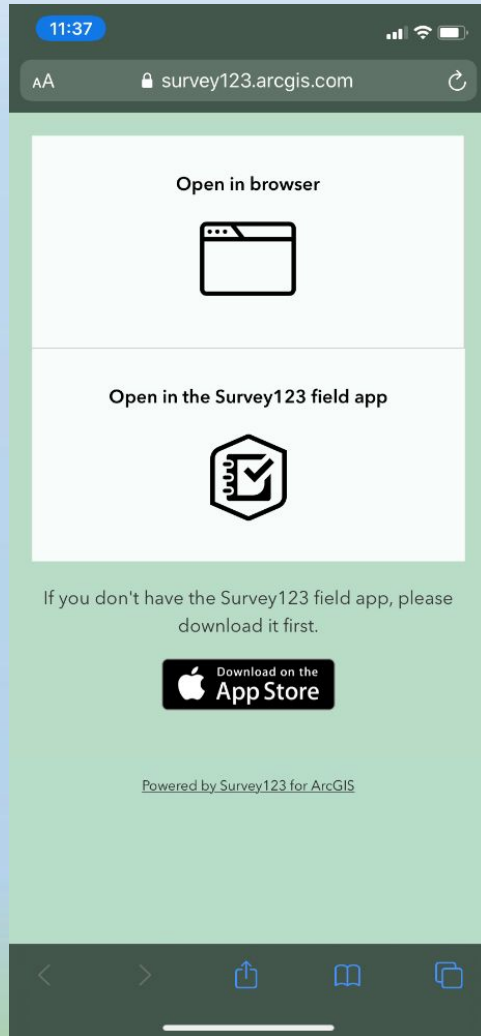 11:37
AA survey123.arcgis.com
Open in browser
Open in the Survey123 field app
If you don't have the Survey123 field app, please
download it first.
Download on the
App Store
Powered by Survey123 for ArcGIS